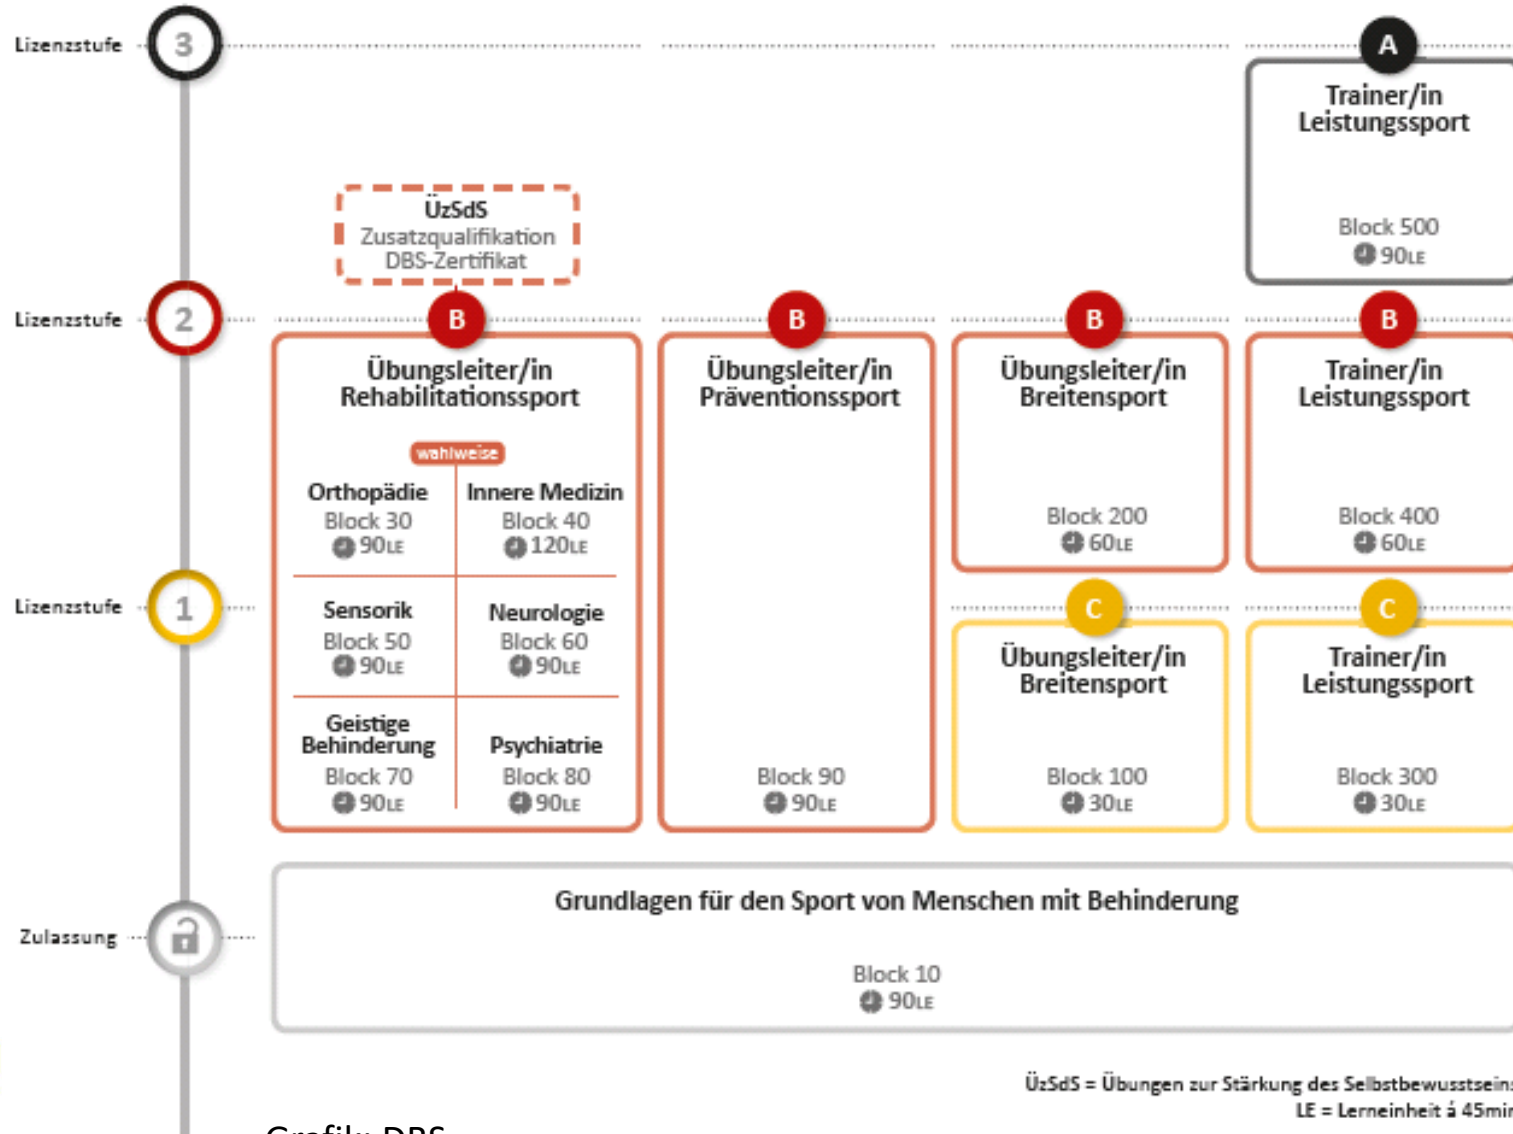 Lizenzstufe 3 A
Trainer/in
Leistungssport
Block 500
90LE
ÜzSdS
Zusatzqualifikation
DBS-Zertifikat
Lizenzstufe 2 B B B B
Übungsleiter/in
Rehabilitationssport
wahlweise
Orthopädie
Block 30
90LE
Innere Medizin
Block 40
120LE
Sensorik
Block 50
90LE
Neurologie
Block 60
90LE
Geistige
Behinderung
Block 70
90LE
Psychiatrie
Block 80
90LE
Übungsleiter/in
Präventionssport
Block 90
90LE
Übungsleiter/in
Breitensport
Block 200
60LE
Trainer/in
Leistungssport
Block 400
60LE
Lizenzstufe 1 C C
Übungsleiter/in
Breitensport
Block 100
30LE
Trainer/in
Leistungssport
Block 300
30LE
Zulassung
Grundlagen für den Sport von Menschen mit Behinderung
Block 10
90LE
ÜzSdS = Übungen zur Stärkung des Selbstbewusstseins
LE = Lerneinheit á 45min
Grafik: DBS